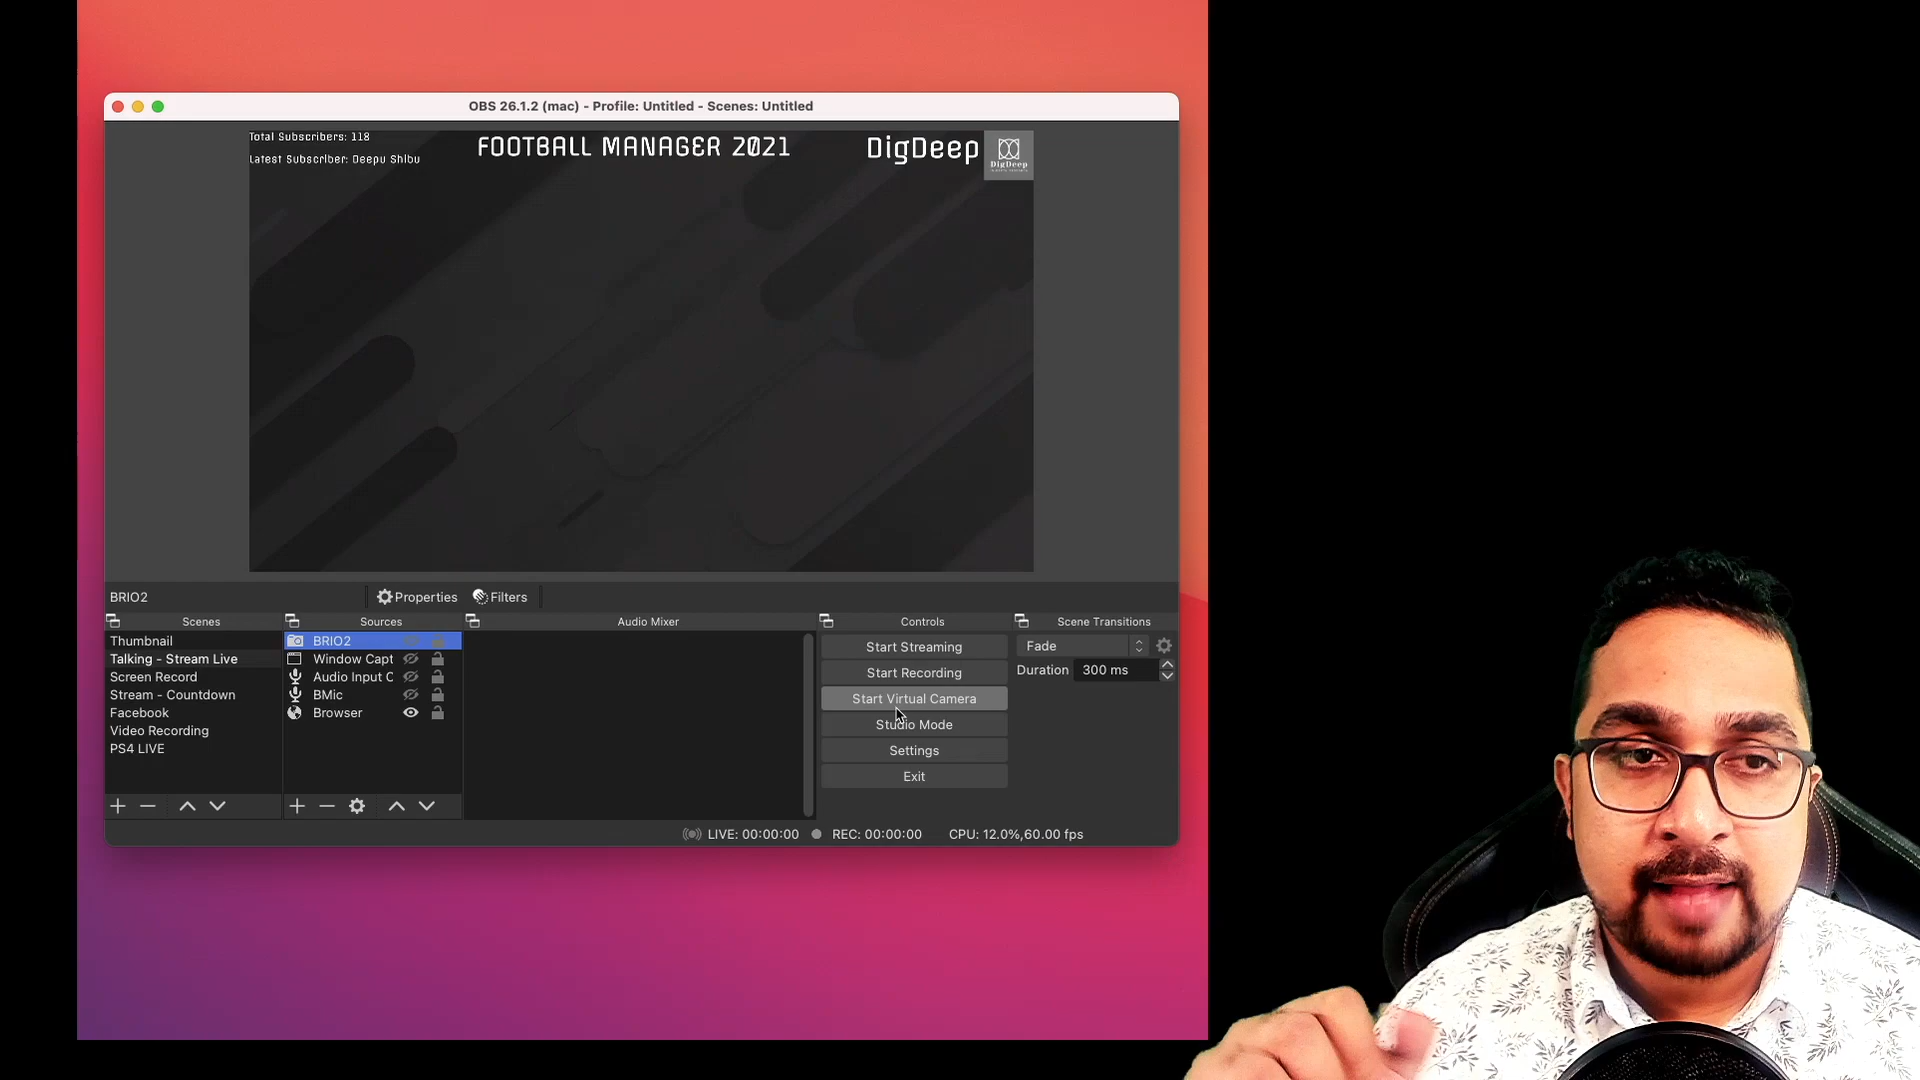 OBS 26.1.2 (mac) - Profile: Untitled - Scenes: Untitled
Total Subscribers: 118
FOOTBALL MANAGER 2021
DigDeep
DigDeep
Latest Subscriber: Deepu Shibu
BRIO2
Properties
Filters
Scenes
Sources
Audio Mixer
Controls
Scene Transitions
Thumbnail
Talking - Stream Live
Screen Record
Stream - Countdown
Facebook
Video Recording
PS4 LIVE
BRIO2
Window Capt
Audio Input C
BMic
Browser
Start Streaming
Start Recording
Start Virtual Camera
Studio Mode
Settings
Exit
Fade
Duration 300 ms
LIVE: 00:00:00 REC: 00:00:00 CPU: 12.0%,60.00 fps